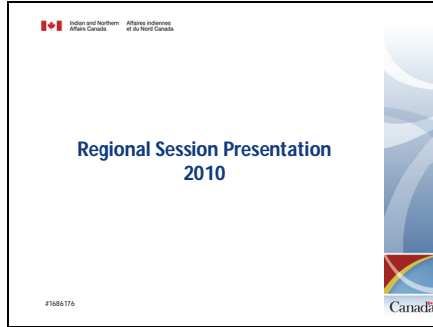 Indian and Northern Affaires indiennes
Affairs Canada et du Nord Canada
Regional Session Presentation
2010
#1686176
Canada